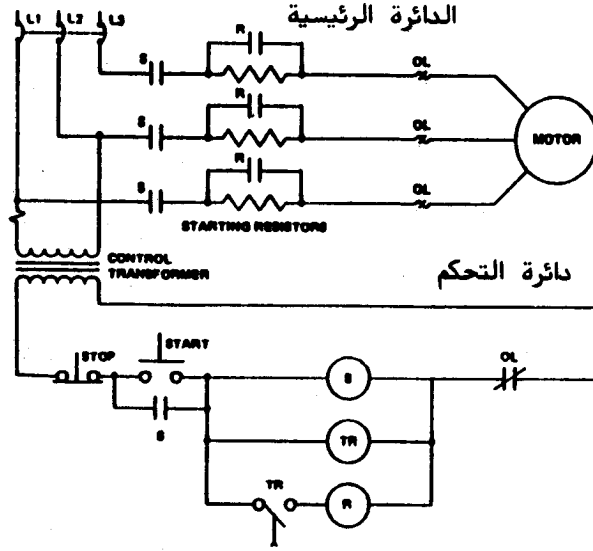 الدائرة الرئيسية
L1 L2 L3
R
S OL
R
S OL
MOTOR
R
S OL
STARTING RESISTORS
CONTROL
TRANSFORMER
دائرة التحكم
START
STOP OL
S
S
TR
TR
R